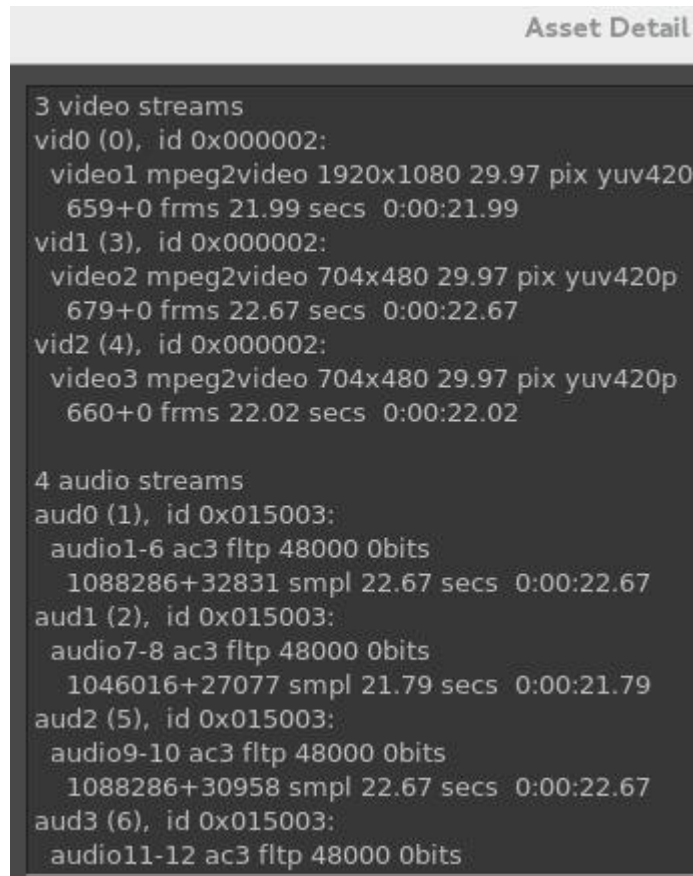 Asset Detail
3 video streams
vid0 (0),  id 0x000002:
video1 mpeg2video 1920x1080 29.97 pix yuv420
659+0 frms 21.99 secs  0:00:21.99
vid1 (3),  id 0x000002:
video2 mpeg2video 704x480 29.97 pix yuv420p
679+0 frms 22.67 secs  0:00:22.67
vid2 (4),  id 0x000002:
video3 mpeg2video 704x480 29.97 pix yuv420p
660+0 frms 22.02 secs  0:00:22.02
4 audio streams
aud0 (1),  id 0x015003:
audio1-6 ac3 fltp 48000 0bits
1088286+32831 smpl 22.67 secs  0:00:22.67
aud1 (2),  id 0x015003:
audio7-8 ac3 fltp 48000 0bits
1046016+27077 smpl 21.79 secs  0:00:21.79
aud2 (5),  id 0x015003:
audio9-10 ac3 fltp 48000 0bits
1088286+30958 smpl 22.67 secs  0:00:22.67
aud3 (6),  id 0x015003:
audio11-12 ac3 fltp 48000 0bits